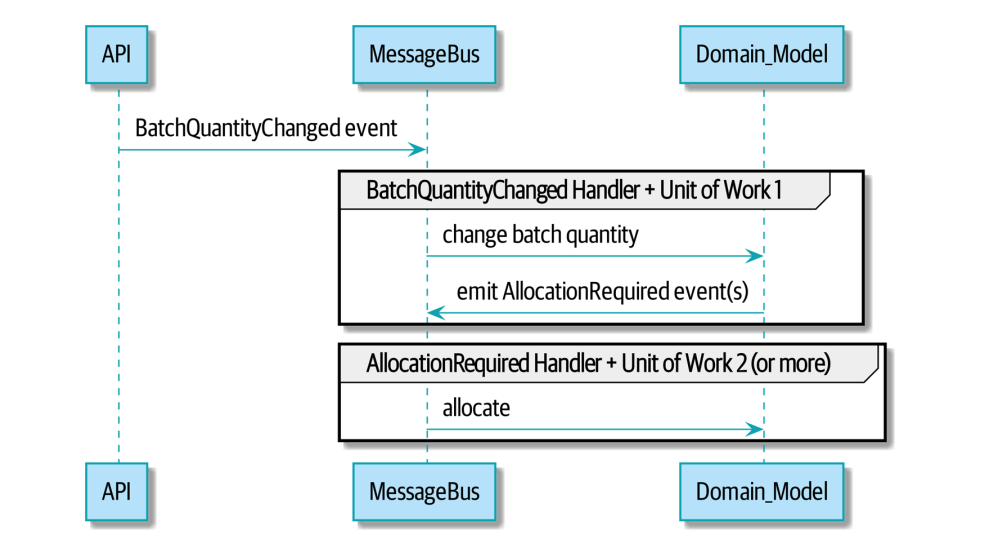 API
MessageBus
Domain_Model
BatchQuantityChanged event
BatchQuantityChanged Handler + Unit of Work 1
change batch quantity
emit AllocationRequired event(s)
AllocationRequired Handler + Unit of Work 2 (or more)
allocate
API
MessageBus
Domain_Model